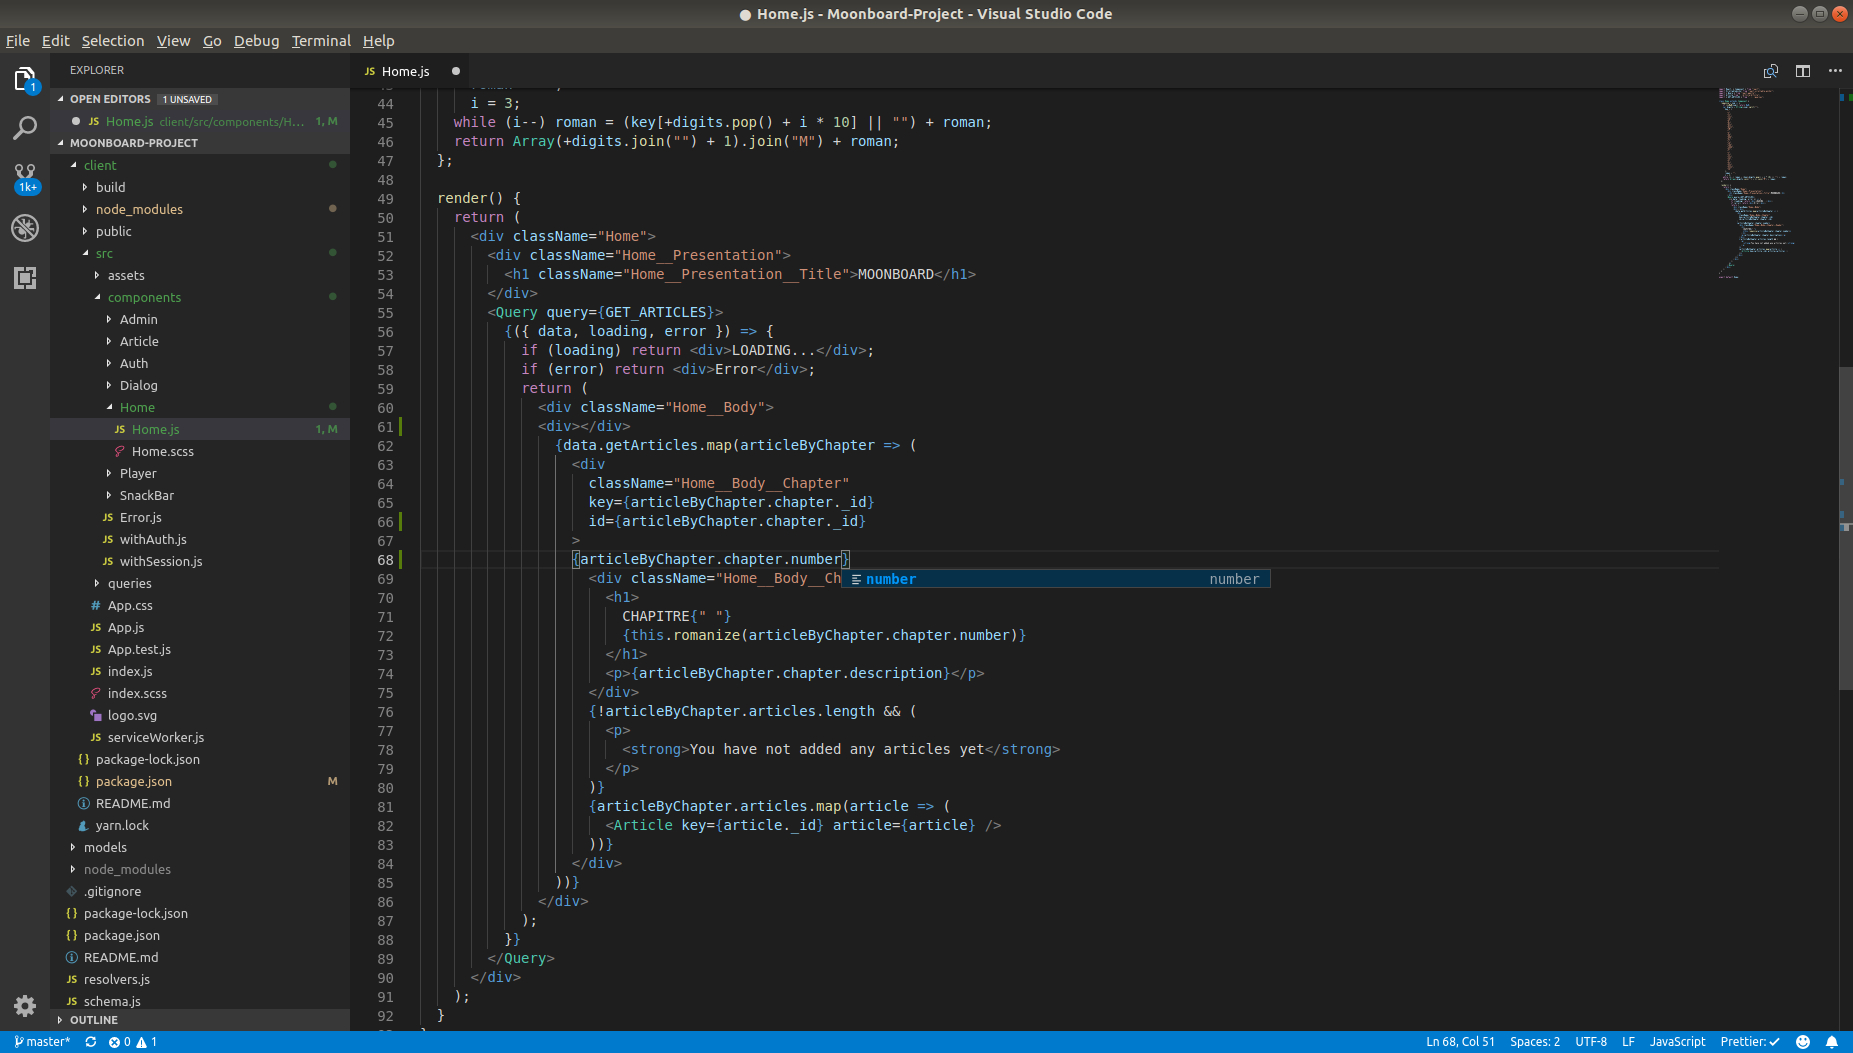 ● Home.js - Moonboard-Project - Visual Studio Code
File Edit Selection View Go Debug Terminal Help
EXPLORER
1
1k+
OPEN EDITORS 1 UNSAVED
JS Home.js client/src/components/H... 1, M
MOONBOARD-PROJECT
client
build
node_modules
public
src
assets
components
Admin
Article
Auth
Dialog
Home
JS Home.js 1, M
Home.scss
Player
SnackBar
JS Error.js
JS withAuth.js
JS withSession.js
queries
# App.css
JS App.js
JS App.test.js
JS index.js
index.scss
logo.svg
JS serviceWorker.js
{} package-lock.json
{} package.json M
README.md
yarn.lock
models
node_modules
.gitignore
{} package-lock.json
{} package.json
README.md
JS resolvers.js
JS schema.js
OUTLINE
JS Home.js ●
44 i = 3;
45 while (i--) roman = (key[+digits.pop() + i * 10] || "") + roman;
46 return Array(+digits.join("") + 1).join("M") + roman;
47 };
48
49 render() {
50 return (
51 <div className="Home">
52 <div className="Home__Presentation">
53 <h1 className="Home__Presentation__Title">MOONBOARD</h1>
54 </div>
55 <Query query={GET_ARTICLES}>
56 {({ data, loading, error }) => {
57 if (loading) return <div>LOADING...</div>;
58 if (error) return <div>Error</div>;
59 return (
60 <div className="Home__Body">
61 <div></div>
62 {data.getArticles.map(articleByChapter => (
63 <div
64 className="Home__Body__Chapter"
65 key={articleByChapter.chapter._id}
66 id={articleByChapter.chapter._id}
67 >
68 {articleByChapter.chapter.number}
69 <div className="Home__Body__Ch
number number
70 <h1>
71 CHAPITRE{" "}
72 {this.romanize(articleByChapter.chapter.number)}
73 </h1>
74 <p>{articleByChapter.chapter.description}</p>
75 </div>
76 {!articleByChapter.articles.length && (
77 <p>
78 <strong>You have not added any articles yet</strong>
79 </p>
80 )}
81 {articleByChapter.articles.map(article => (
82 <Article key={article._id} article={article} />
83 ))}
84 </div>
85 ))}
86 </div>
87 );
88 }}
89 </Query>
90 </div>
91 );
92 }
master* 0 1
Ln 68, Col 51 Spaces: 2 UTF-8 LF JavaScript Prettier: ✓